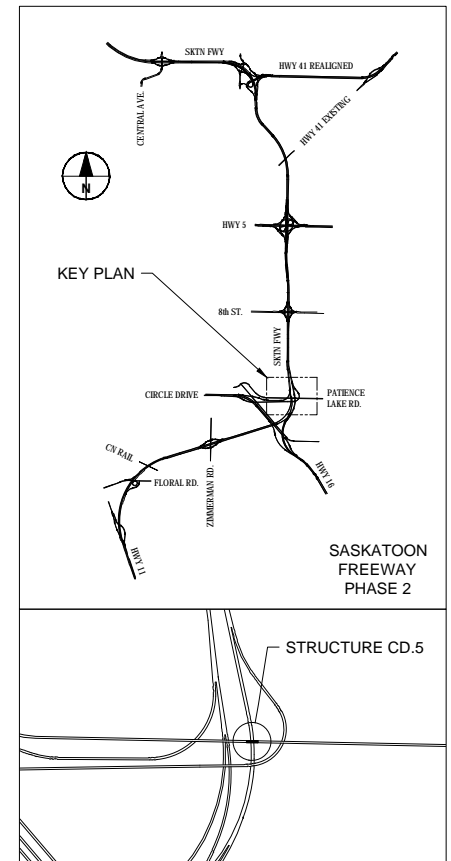 SKTN FWY
HWY 41 REALIGNED
CENTRAL AVE.
HWY 41 EXISTING
N
HWY 5
KEY PLAN
8th ST.
SKTN FWY
CIRCLE DRIVE
PATIENCE
LAKE RD.
CN RAIL
ZIMMERMAN RD.
FLORAL RD.
HWY 16
HWY 11
SASKATOON
FREEWAY
PHASE 2
STRUCTURE CD.5